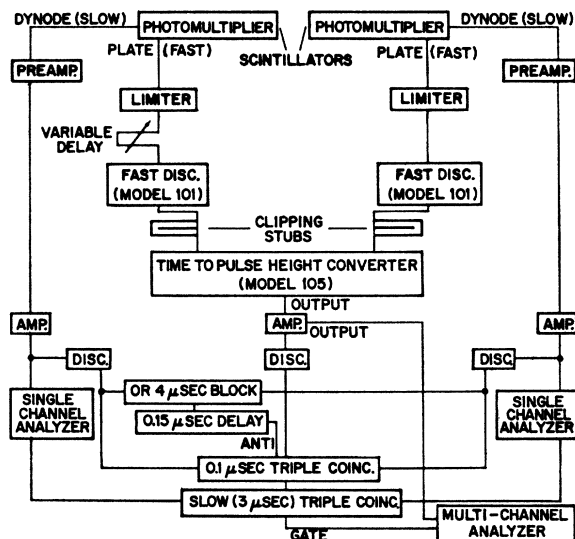 DYNODE (SLOW)
PHOTOMULTIPLIER
PHOTOMULTIPLIER
DYNODE (SLOW)
PLATE (FAST)
SCINTILLATORS
PLATE (FAST)
PREAMP.
PREAMP.
LIMITER
LIMITER
VARIABLE
DELAY
FAST DISC.
(MODEL 101)
FAST DISC.
(MODEL 101)
CLIPPING
STUBS
TIME TO PULSE HEIGHT CONVERTER
(MODEL 105)
OUTPUT
AMP.
AMP.
OUTPUT
AMP.
DISC.
DISC.
DISC.
OR 4 μSEC BLOCK
SINGLE
CHANNEL
ANALYZER
0.15 μSEC DELAY
SINGLE
CHANNEL
ANALYZER
ANTI
0.1 μSEC TRIPLE COINC.
SLOW (3 μSEC) TRIPLE COINC.
GATE
MULTI-CHANNEL
ANALYZER